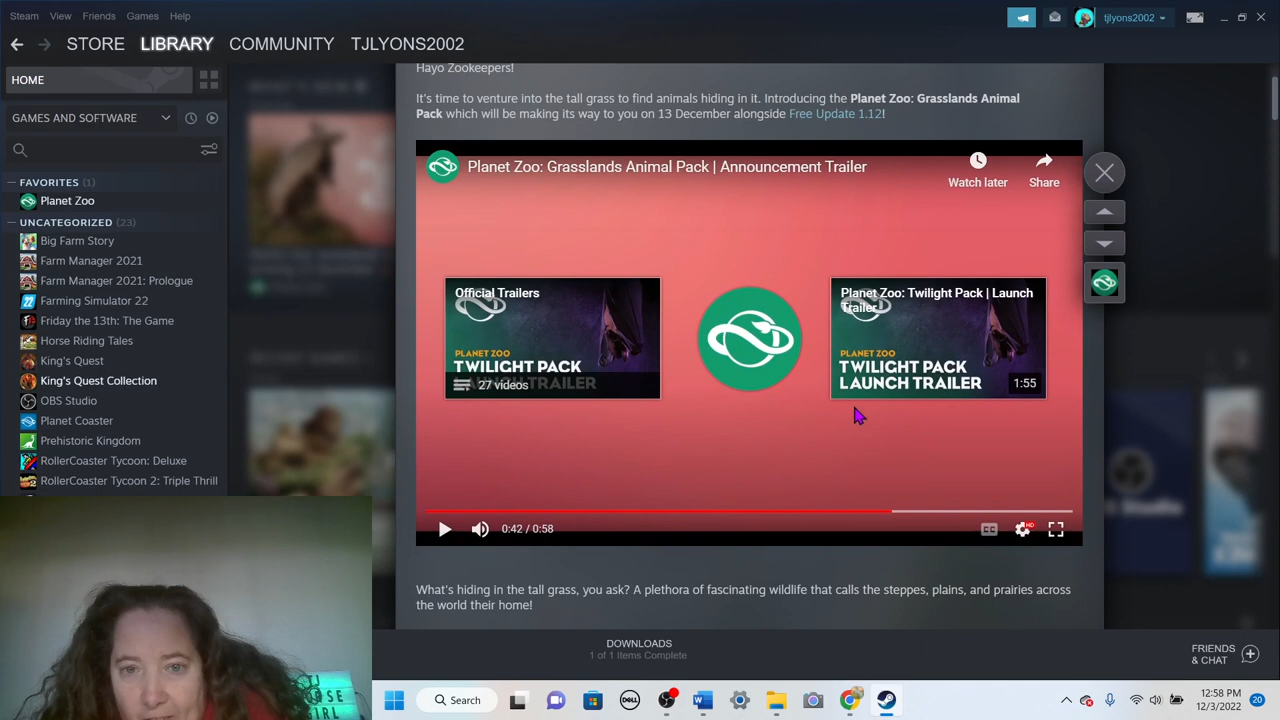 Steam View Friends Games Help
tjlyons2002
STORE LIBRARY COMMUNITY TJLYONS2002
HOME
GAMES AND SOFTWARE
FAVORITES (1)
Planet Zoo
UNCATEGORIZED (23)
Big Farm Story
Farm Manager 2021
Farm Manager 2021: Prologue
Farming Simulator 22
Friday the 13th: The Game
Horse Riding Tales
King's Quest
King's Quest Collection
OBS Studio
Planet Coaster
Prehistoric Kingdom
RollerCoaster Tycoon: Deluxe
RollerCoaster Tycoon 2: Triple Thrill
Hayo Zookeepers!
It's time to venture into the tall grass to find animals hiding in it. Introducing the Planet Zoo: Grasslands Animal
Pack which will be making its way to you on 13 December alongside Free Update 1.12!
Planet Zoo: Grasslands Animal Pack | Announcement Trailer
Watch later
Share
Official Trailers
PLANET ZOO
TWILIGHT PACK
LAUNCH TRAILER
27 videos
Planet Zoo: Twilight Pack | Launch
Trailer
PLANET ZOO
TWILIGHT PACK
LAUNCH TRAILER
1:55
0:42 / 0:58
CC
HD
What's hiding in the tall grass, you ask? A plethora of fascinating wildlife that calls the steppes, plains, and prairies across
the world their home!
DOWNLOADS
1 of 1 Items Complete
FRIENDS
& CHAT
GIRL
Search
DELL
12:58 PM
12/3/2022
20